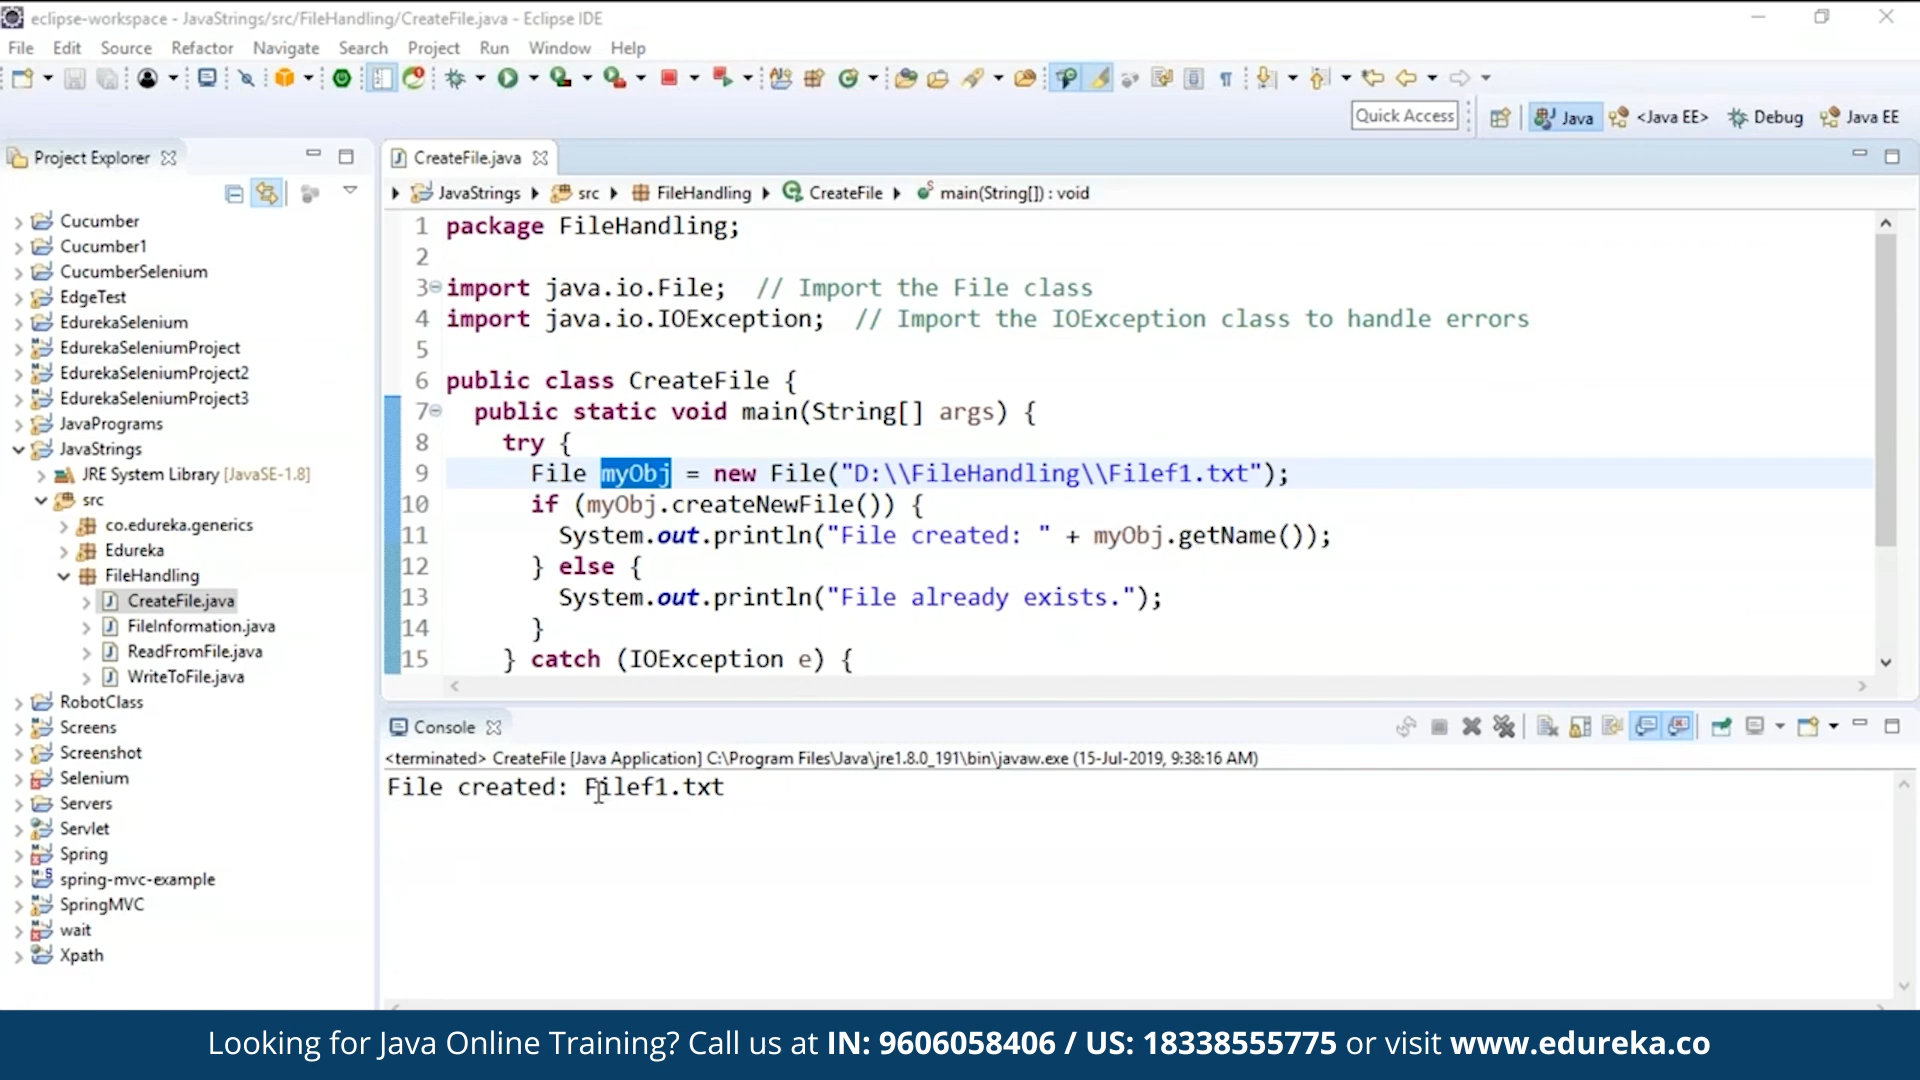 eclipse-workspace - JavaStrings/src/FileHandling/CreateFile.java - Eclipse IDE
File Edit Source Refactor Navigate Search Project Run Window Help
Quick Access
Java
<Java EE>
Debug
Java EE
Project Explorer
Cucumber
Cucumber1
CucumberSelenium
EdgeTest
EdurekaSelenium
EdurekaSeleniumProject
EdurekaSeleniumProject2
EdurekaSeleniumProject3
JavaPrograms
JavaStrings
JRE System Library [JavaSE-1.8]
src
co.edureka.generics
Edureka
FileHandling
CreateFile.java
FileInformation.java
ReadFromFile.java
WriteToFile.java
RobotClass
Screens
Screenshot
Selenium
Servers
Servlet
Spring
spring-mvc-example
SpringMVC
wait
Xpath
CreateFile.java
JavaStrings src FileHandling CreateFile main(String[]) : void
1 package FileHandling;
2
3 import java.io.File;  // Import the File class
4 import java.io.IOException;  // Import the IOException class to handle errors
5
6 public class CreateFile {
7   public static void main(String[] args) {
8     try {
9       File myObj = new File("D:\\FileHandling\\Filef1.txt");
10      if (myObj.createNewFile()) {
11        System.out.println("File created: " + myObj.getName());
12      } else {
13        System.out.println("File already exists.");
14      }
15    } catch (IOException e) {
Console
<terminated> CreateFile [Java Application] C:\Program Files\Java\jre1.8.0_191\bin\javaw.exe (15-Jul-2019, 9:38:16 AM)
File created: Filef1.txt
Looking for Java Online Training? Call us at IN: 9606058406 / US: 18338555775 or visit www.edureka.co